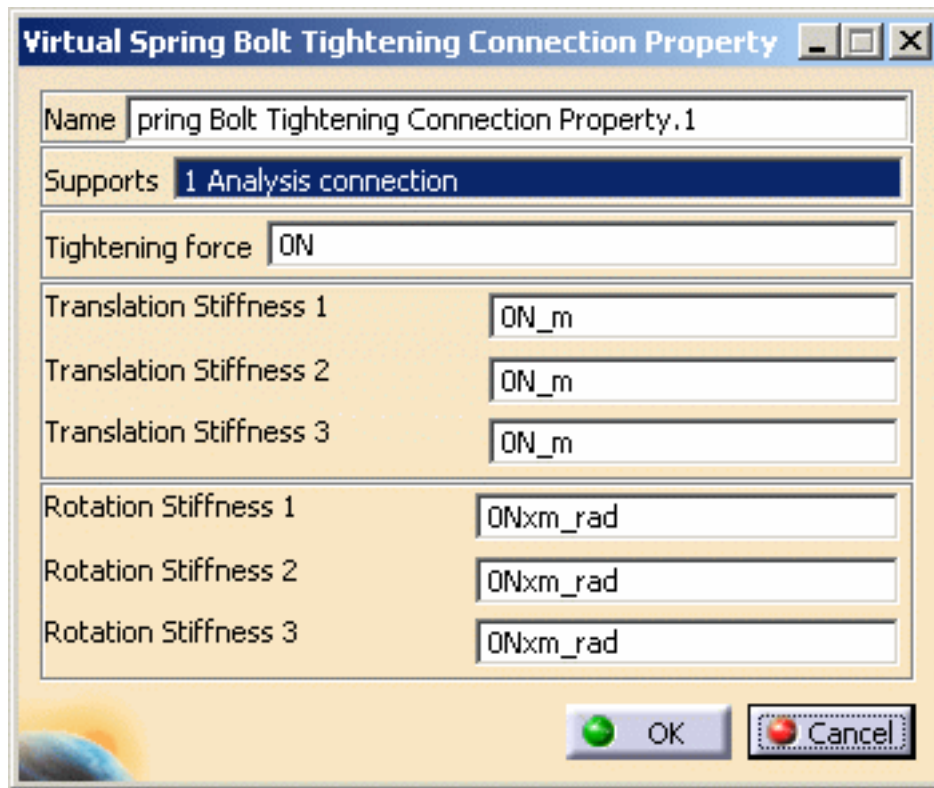 Virtual Spring Bolt Tightening Connection Property
Name pring Bolt Tightening Connection Property.1
Supports 1 Analysis connection
Tightening force 0N
Translation Stiffness 1 0N_m
Translation Stiffness 2 0N_m
Translation Stiffness 3 0N_m
Rotation Stiffness 1 0Nxm_rad
Rotation Stiffness 2 0Nxm_rad
Rotation Stiffness 3 0Nxm_rad
OK Cancel